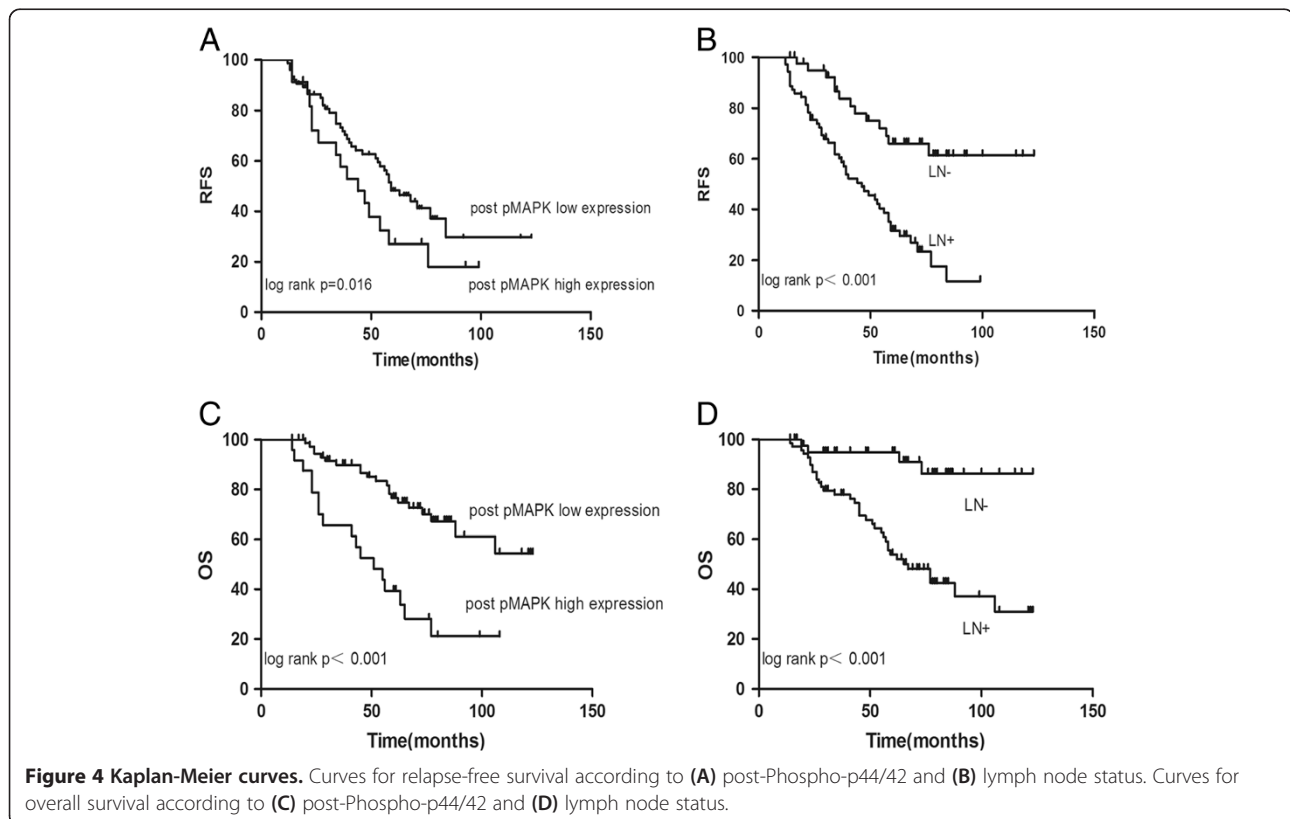 A
100
80
60
40
20
0
RFS
post pMAPK low expression
post pMAPK high expression
log rank p=0.016
0 50 100 150
Time(months)
B
100
80
60
40
20
0
RFS
LN-
LN+
log rank p< 0.001
0 50 100 150
Time(months)
C
100
80
60
40
20
0
OS
post pMAPK low expression
post pMAPK high expression
log rank p< 0.001
0 50 100 150
Time(months)
D
100
80
60
40
20
0
OS
LN-
LN+
log rank p< 0.001
0 50 100 150
Time(months)
Figure 4 Kaplan-Meier curves. Curves for relapse-free survival according to (A) post-Phospho-p44/42 and (B) lymph node status. Curves for
overall survival according to (C) post-Phospho-p44/42 and (D) lymph node status.